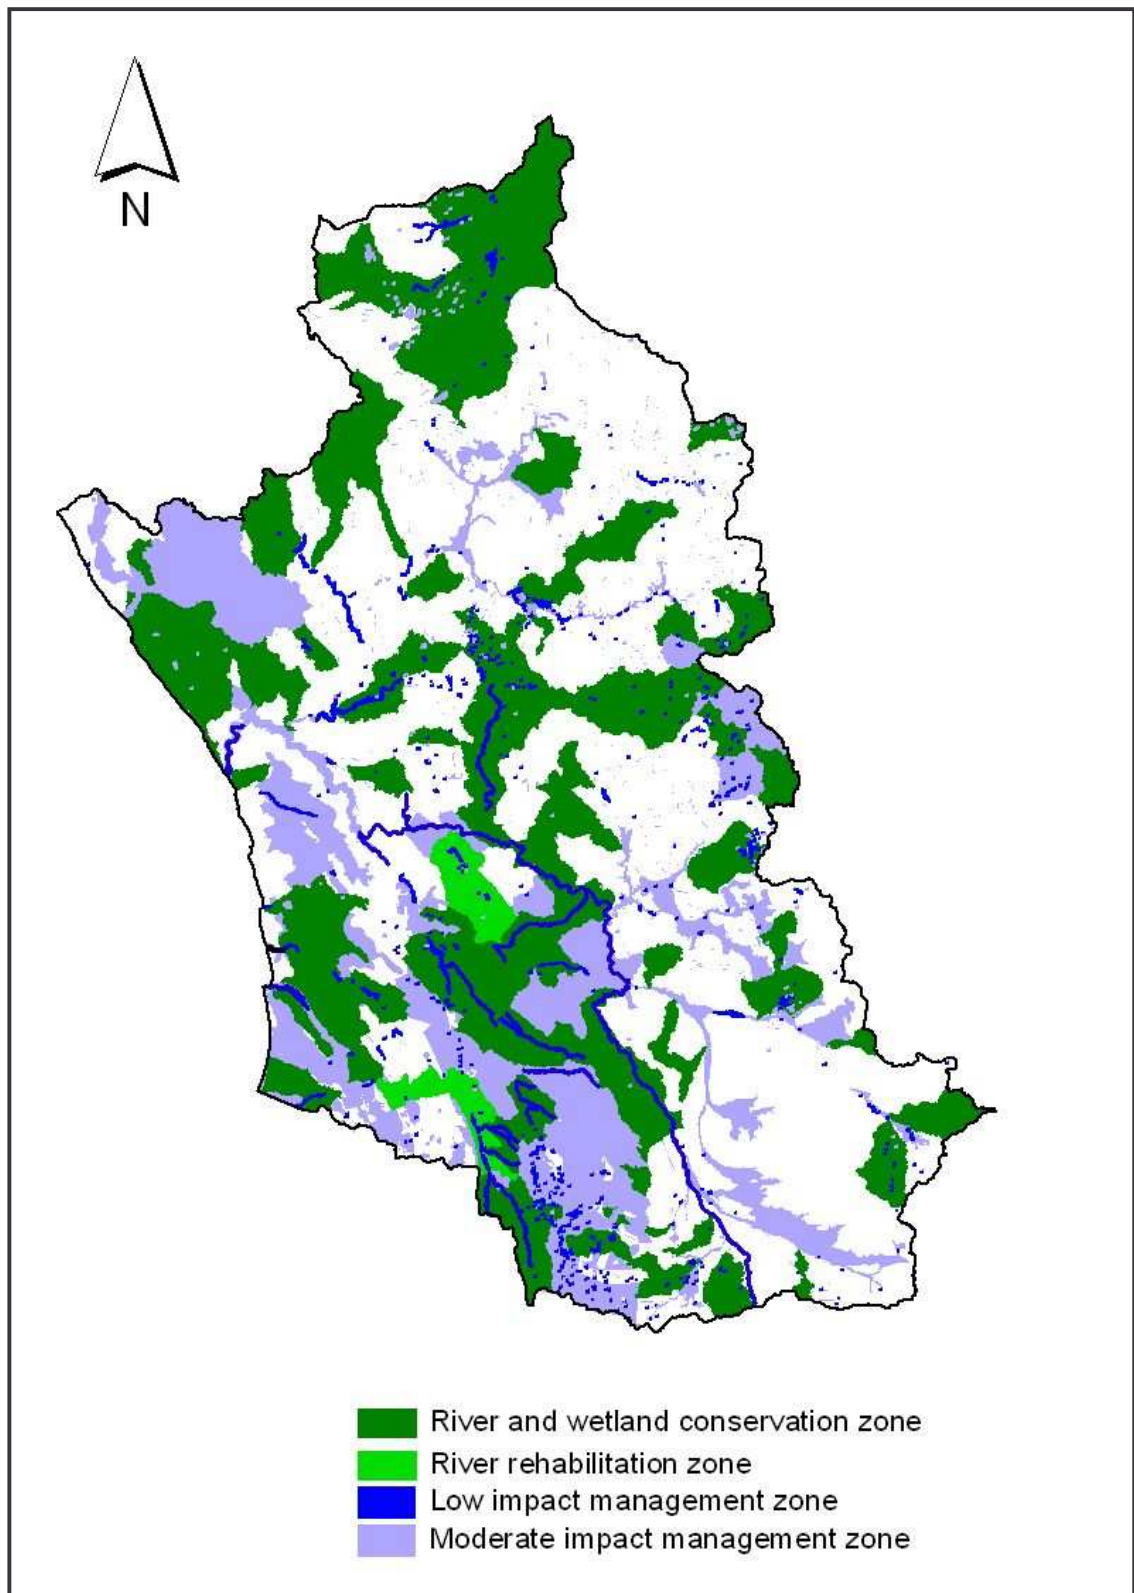 N
River and wetland conservation zone
River rehabilitation zone
Low impact management zone
Moderate impact management zone